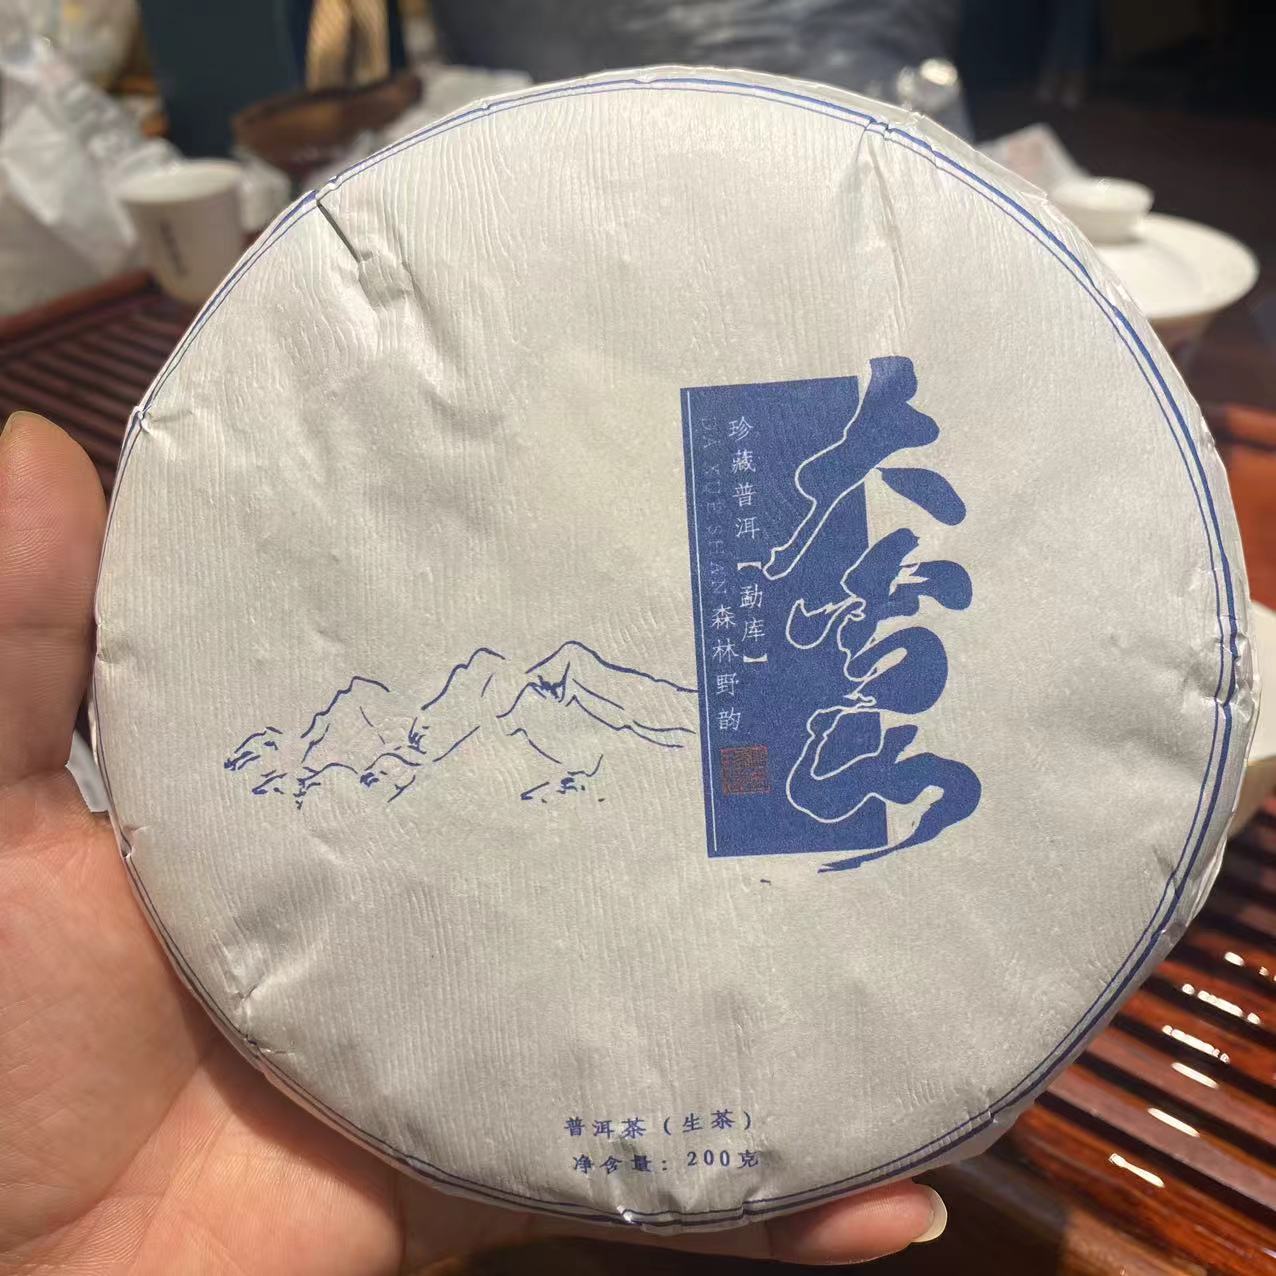 大雪山
珍藏普洱【勐库】
DA XUE SHAN
森林野韵
普洱茶（生茶）
净含量：200克